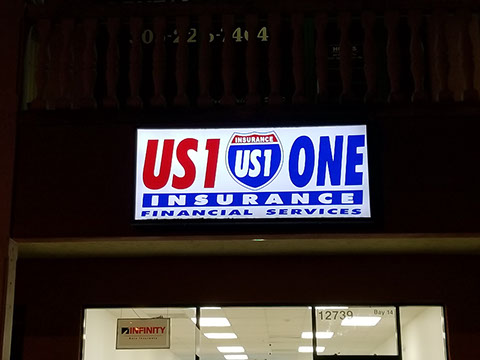 US1 INSURANCE US1 ONE
INSURANCE
FINANCIAL SERVICES
12739 Bay 14
INFINITY